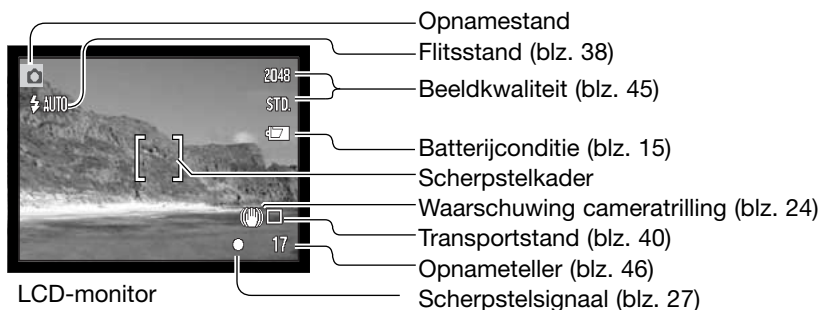 Opnamestand
Flitsstand (blz. 38)
2048
Beeldkwaliteit (blz. 45)
AUTO
STD.
Batterijconditie (blz. 15)
Scherpstelkader
Waarschuwing cameratrilling (blz. 24)
Transportstand (blz. 40)
17
Opnameteller (blz. 46)
LCD-monitor
Scherpstelsignaal (blz. 27)